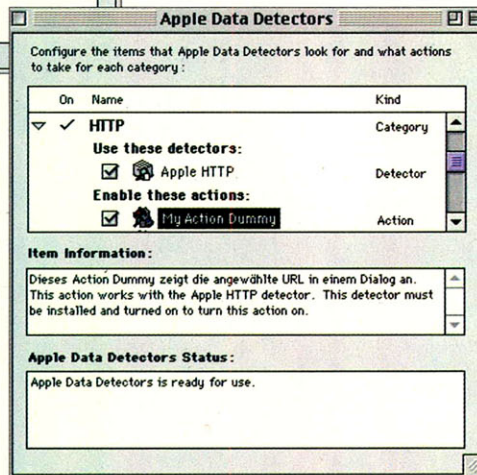 Apple Data Detectors
Configure the items that Apple Data Detectors look for and what actions
to take for each category :
On Name Kind
HTTP Category
Use these detectors:
Apple HTTP Detector
Enable these actions:
My Action Dummy Action
Item Information :
Dieses Action Dummy zeigt die angewählte URL in einem Dialog an.
This action works with the Apple HTTP detector. This detector must
be installed and turned on to turn this action on.
Apple Data Detectors Status :
Apple Data Detectors is ready for use.